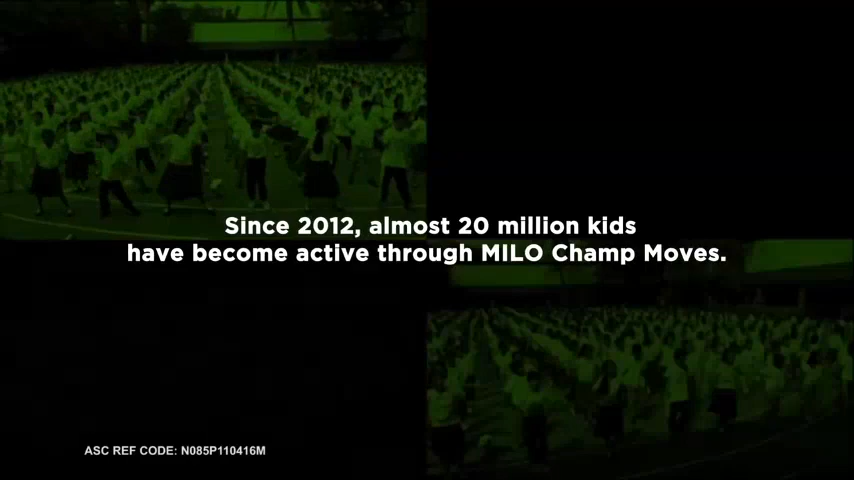 Since 2012, almost 20 million kids
have become active through MILO Champ Moves.
ASC REF CODE: N085P110416M